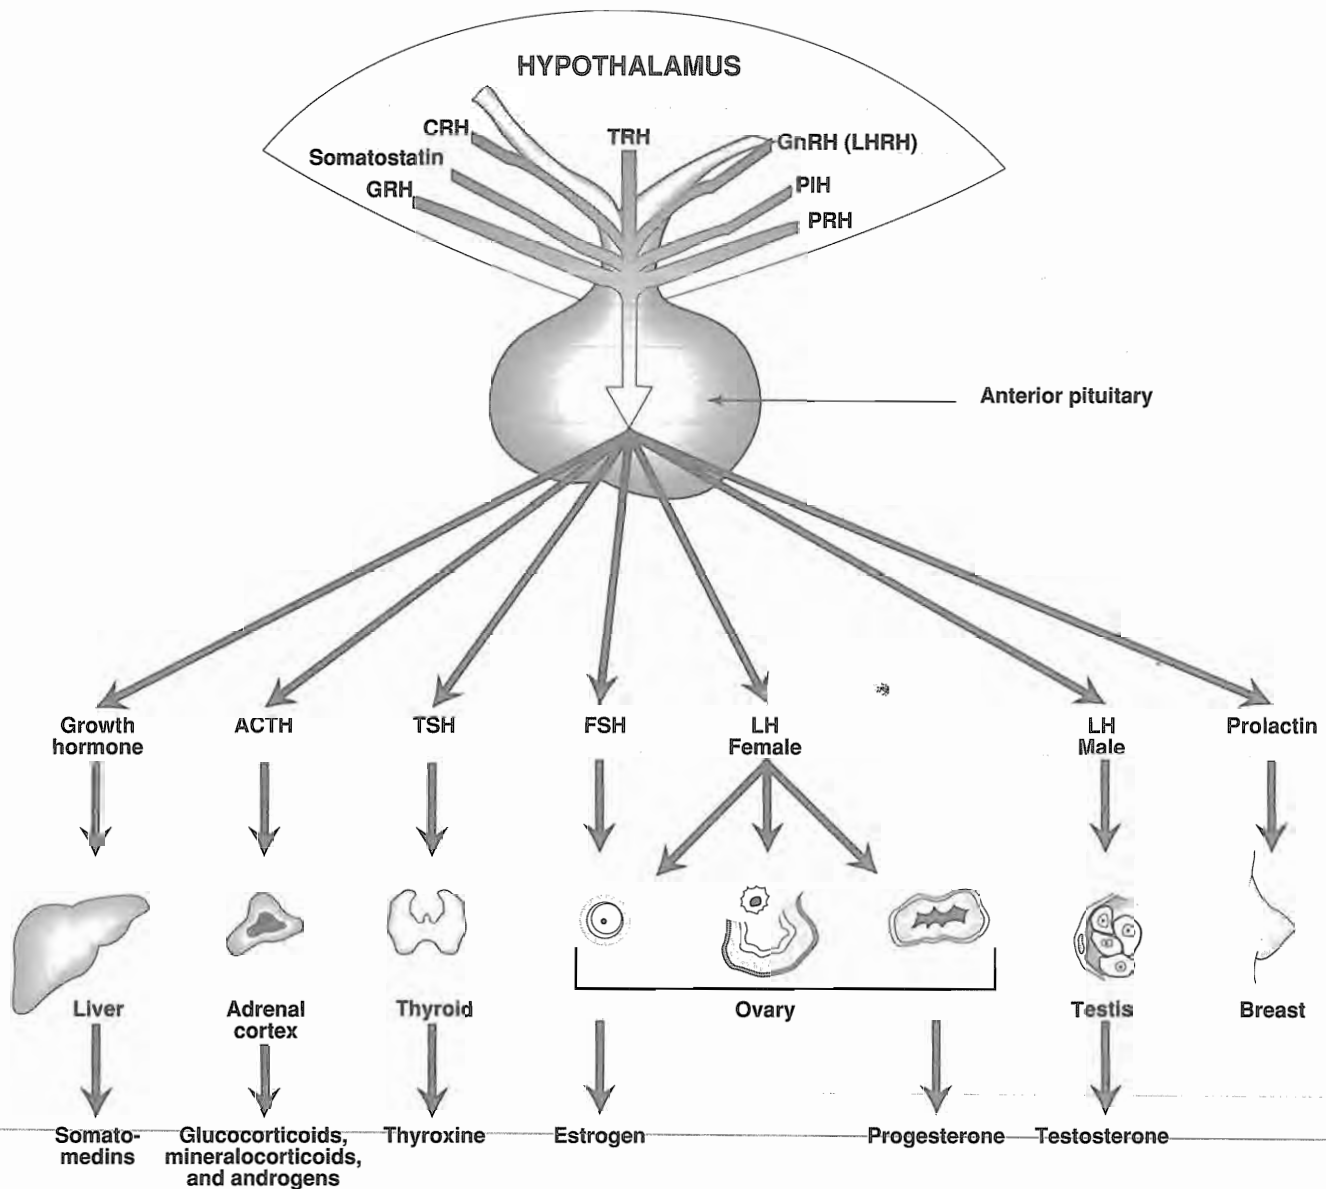 HYPOTHALAMUS
CRH
TRH
GnRH (LHRH)
Somatostatin
GRH
PIH
PRH
Anterior pituitary
Growth
hormone
ACTH
TSH
FSH
LH
Female
LH
Male
Prolactin
Liver
Adrenal
cortex
Thyroid
Ovary
Testis
Breast
Somato-
medins
Glucocorticoids,
mineralocorticoids,
and androgens
Thyroxine
Estrogen
Progesterone
Testosterone